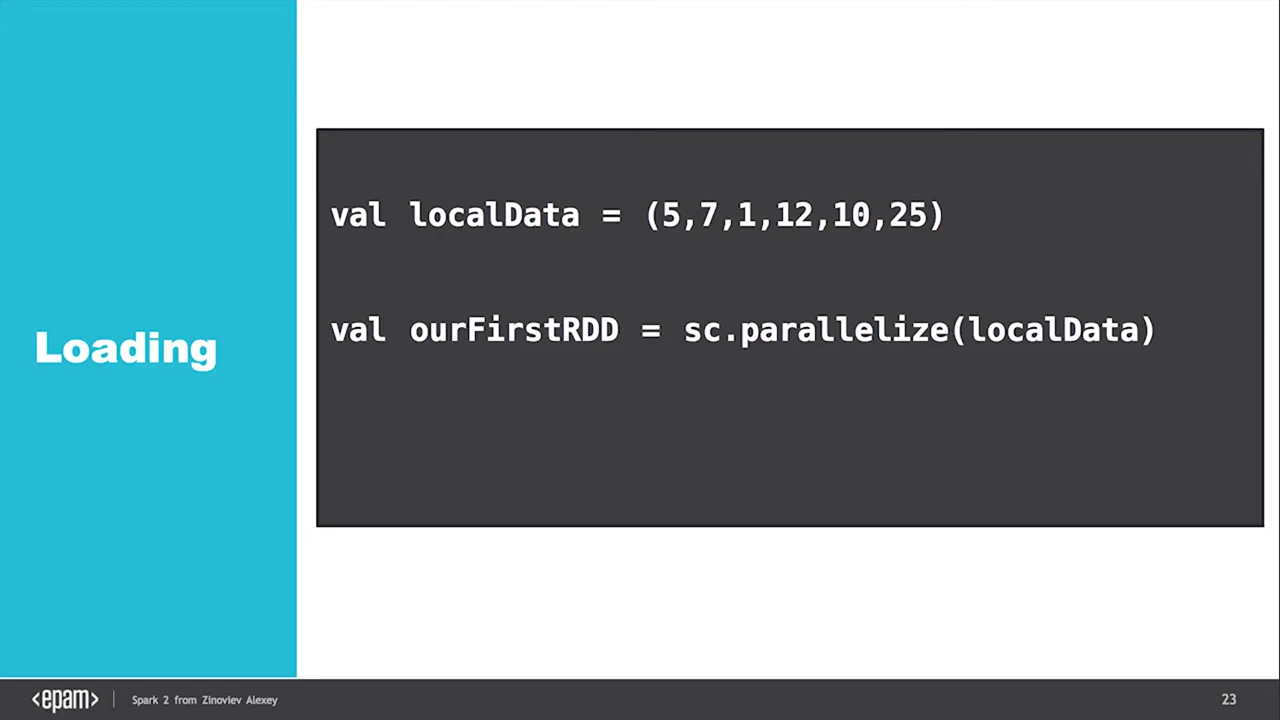 Loading
val localData = (5,7,1,12,10,25)
val ourFirstRDD = sc.parallelize(localData)
<epam>
Spark 2 from Zinoviev Alexey
23